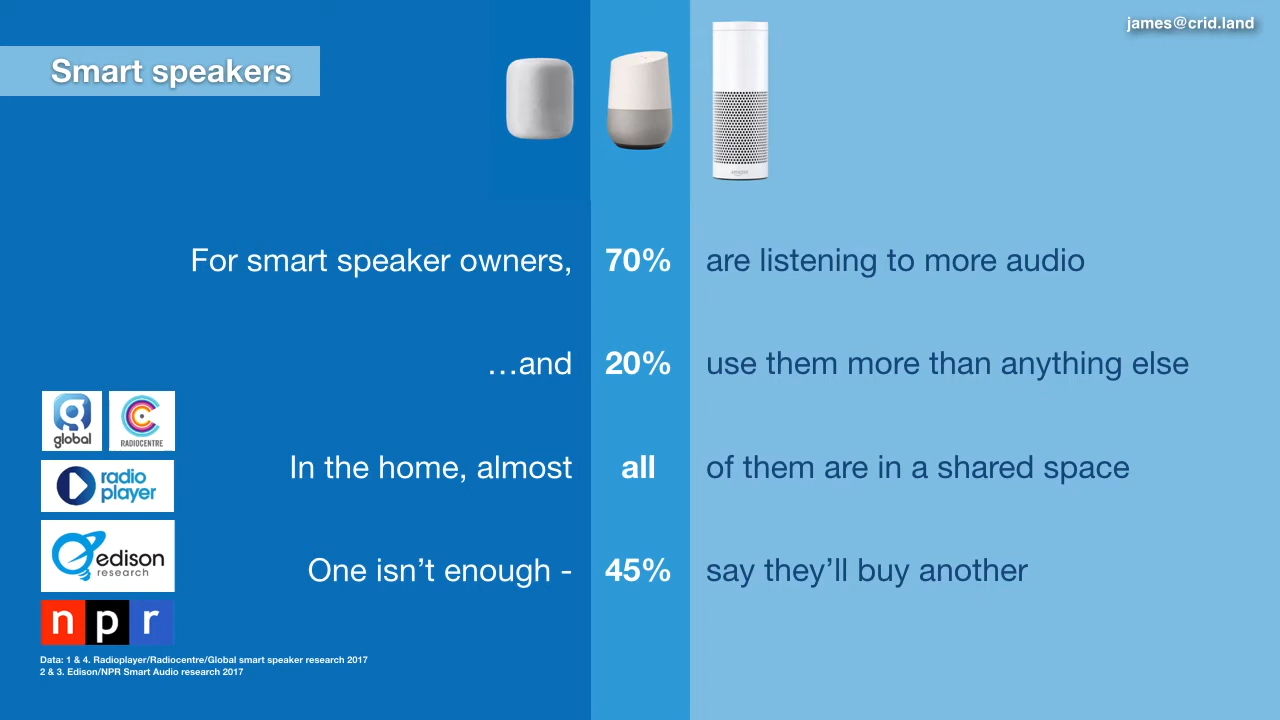 james@crid.land
Smart speakers
For smart speaker owners, 70% are listening to more audio
…and 20% use them more than anything else
In the home, almost all of them are in a shared space
One isn’t enough - 45% say they’ll buy another
global
RADIOCENTRE
radio
player
edison
research
npr
Data: 1 & 4. Radioplayer/Radiocentre/Global smart speaker research 2017
2 & 3. Edison/NPR Smart Audio research 2017